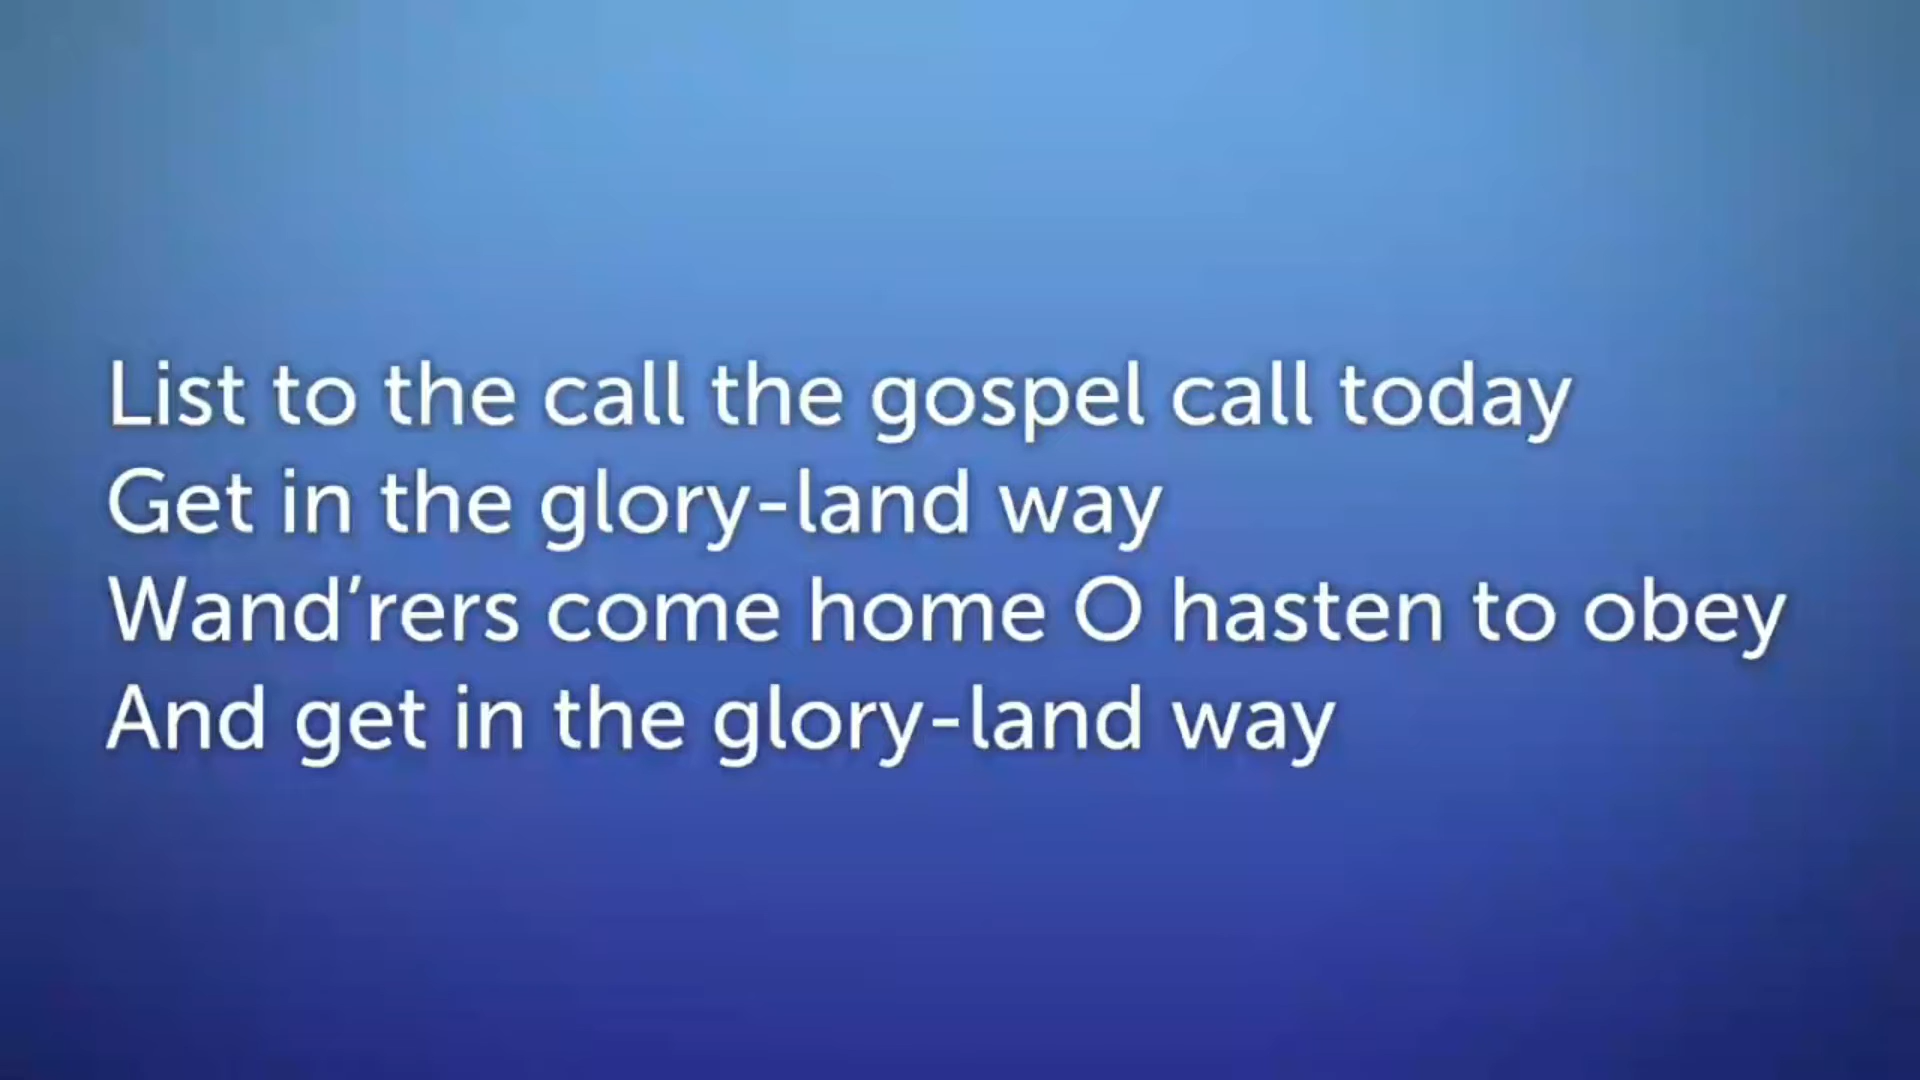 List to the call the gospel call today
Get in the glory-land way
Wand’rers come home O hasten to obey
And get in the glory-land way